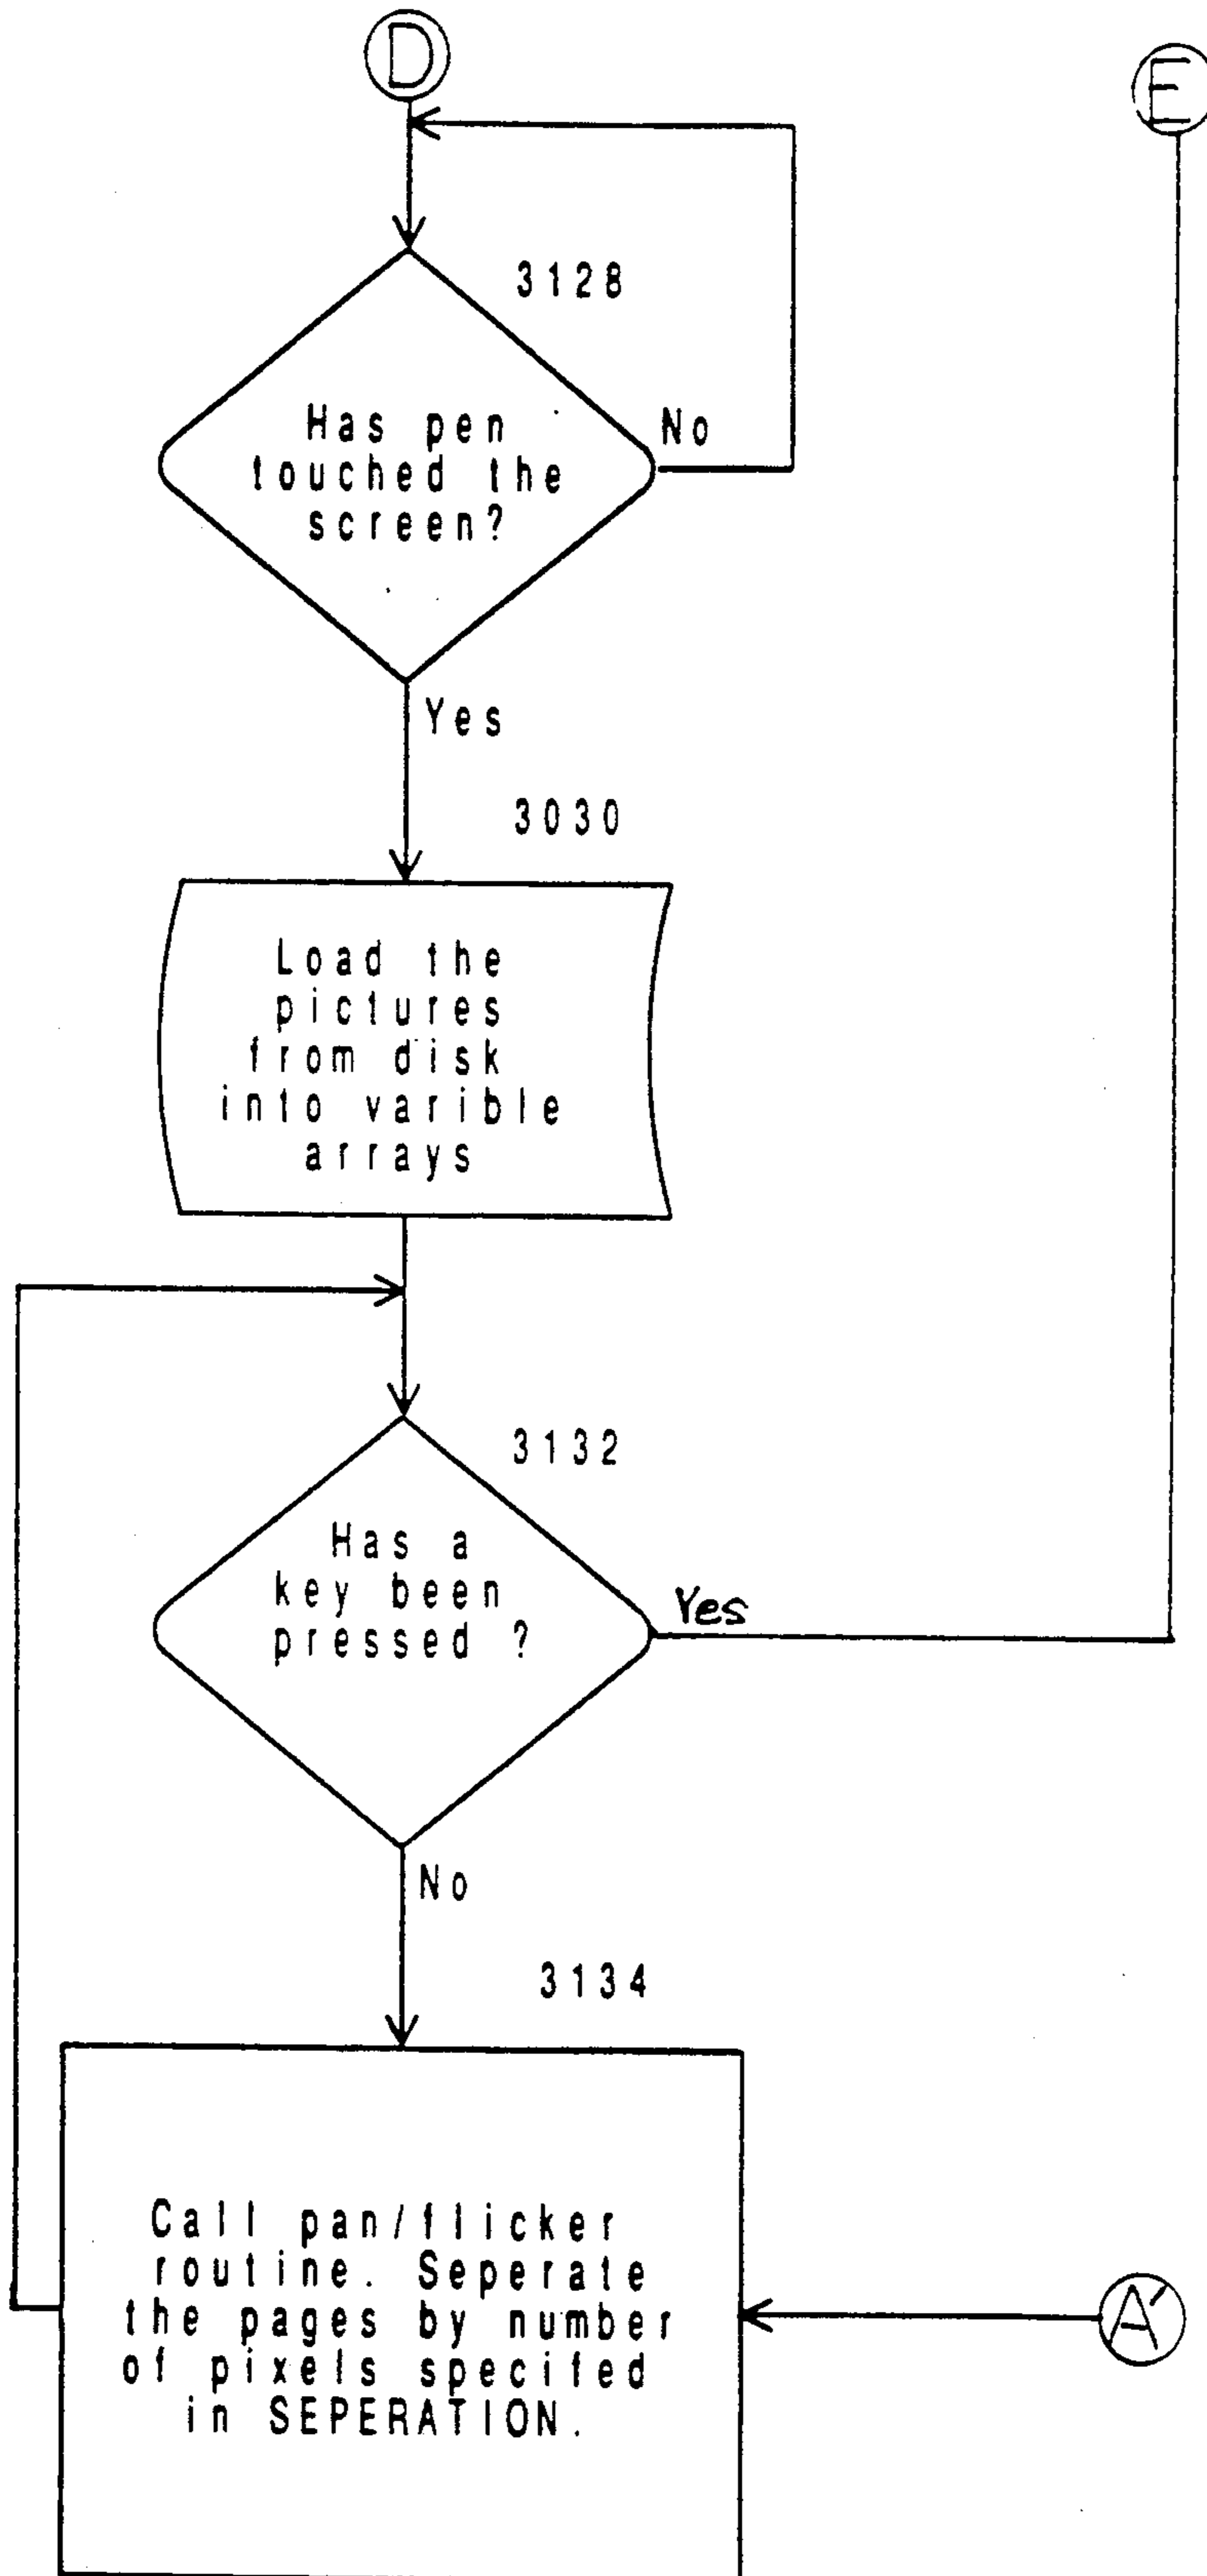 D
E
3128
Has pen
touched the
screen?
No
Yes
3030
Load the
pictures
from disk
into varible
arrays
3132
Has a
key been
pressed ?
Yes
No
3134
Call pan/flicker
routine. Seperate
the pages by number
of pixels specifed
in SEPERATION.
A'